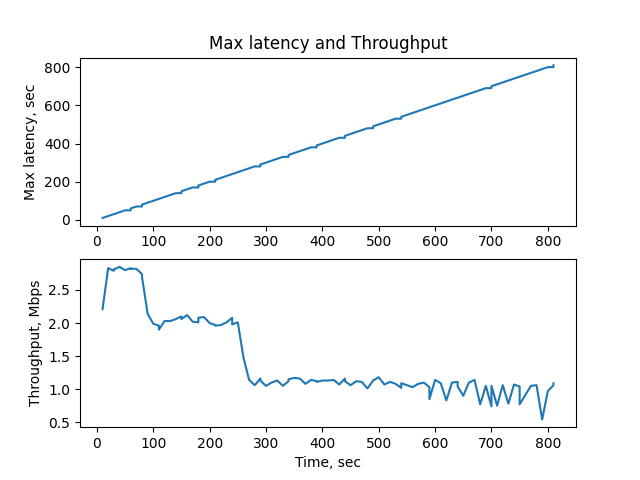 Max latency and Throughput
Max latency, sec
800
600
400
200
0
0 100 200 300 400 500 600 700 800
Throughput, Mbps
2.5
2.0
1.5
1.0
0.5
0 100 200 300 400 500 600 700 800
Time, sec